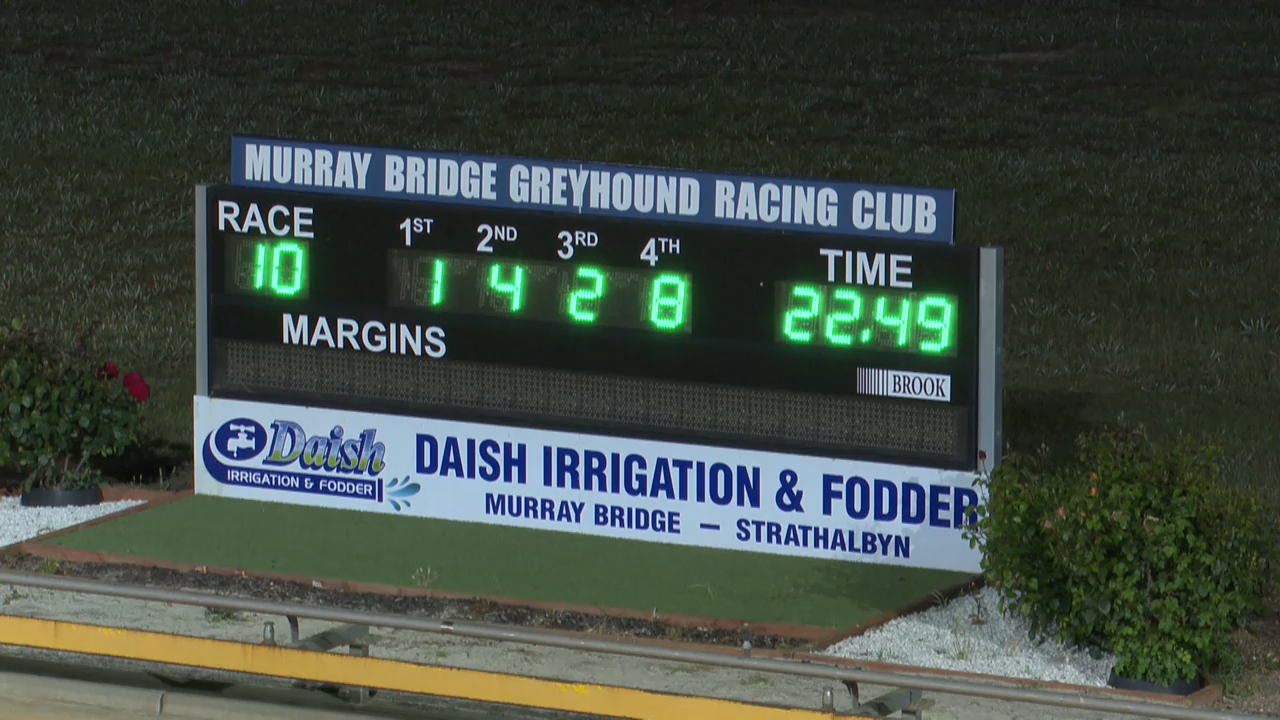 MURRAY BRIDGE GREYHOUND RACING CLUB
RACE 1ST 2ND 3RD 4TH TIME
10 1 4 2 8 22.49
MARGINS
BROOK
Daish
IRRIGATION & FODDER
DAISH IRRIGATION & FODDER
MURRAY BRIDGE – STRATHALBYN